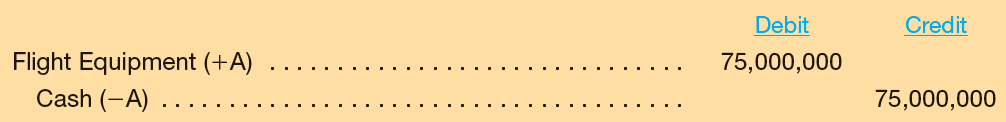 Debit Credit
Flight Equipment (+A) ............................... 75,000,000
Cash (−A) ....................................... 75,000,000